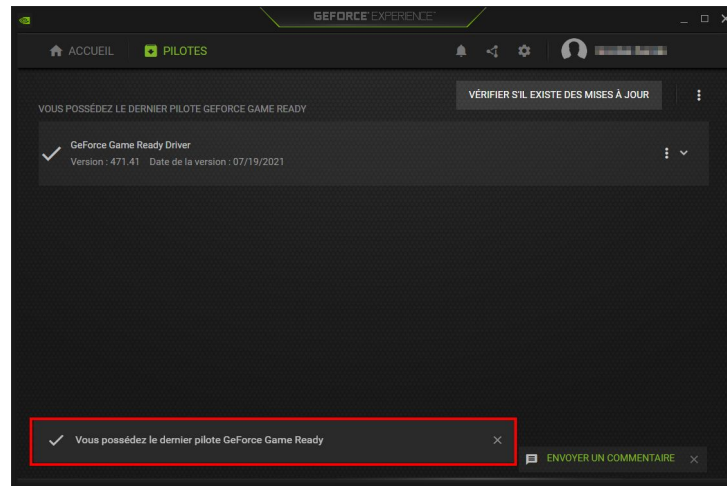 GEFORCE® EXPERIENCE™
ACCUEIL PILOTES
VÉRIFIER S'IL EXISTE DES MISES À JOUR
VOUS POSSÉDEZ LE DERNIER PILOTE GEFORCE GAME READY
GeForce Game Ready Driver
Version : 471.41 Date de la version : 07/19/2021
Vous possédez le dernier pilote GeForce Game Ready
ENVOYER UN COMMENTAIRE